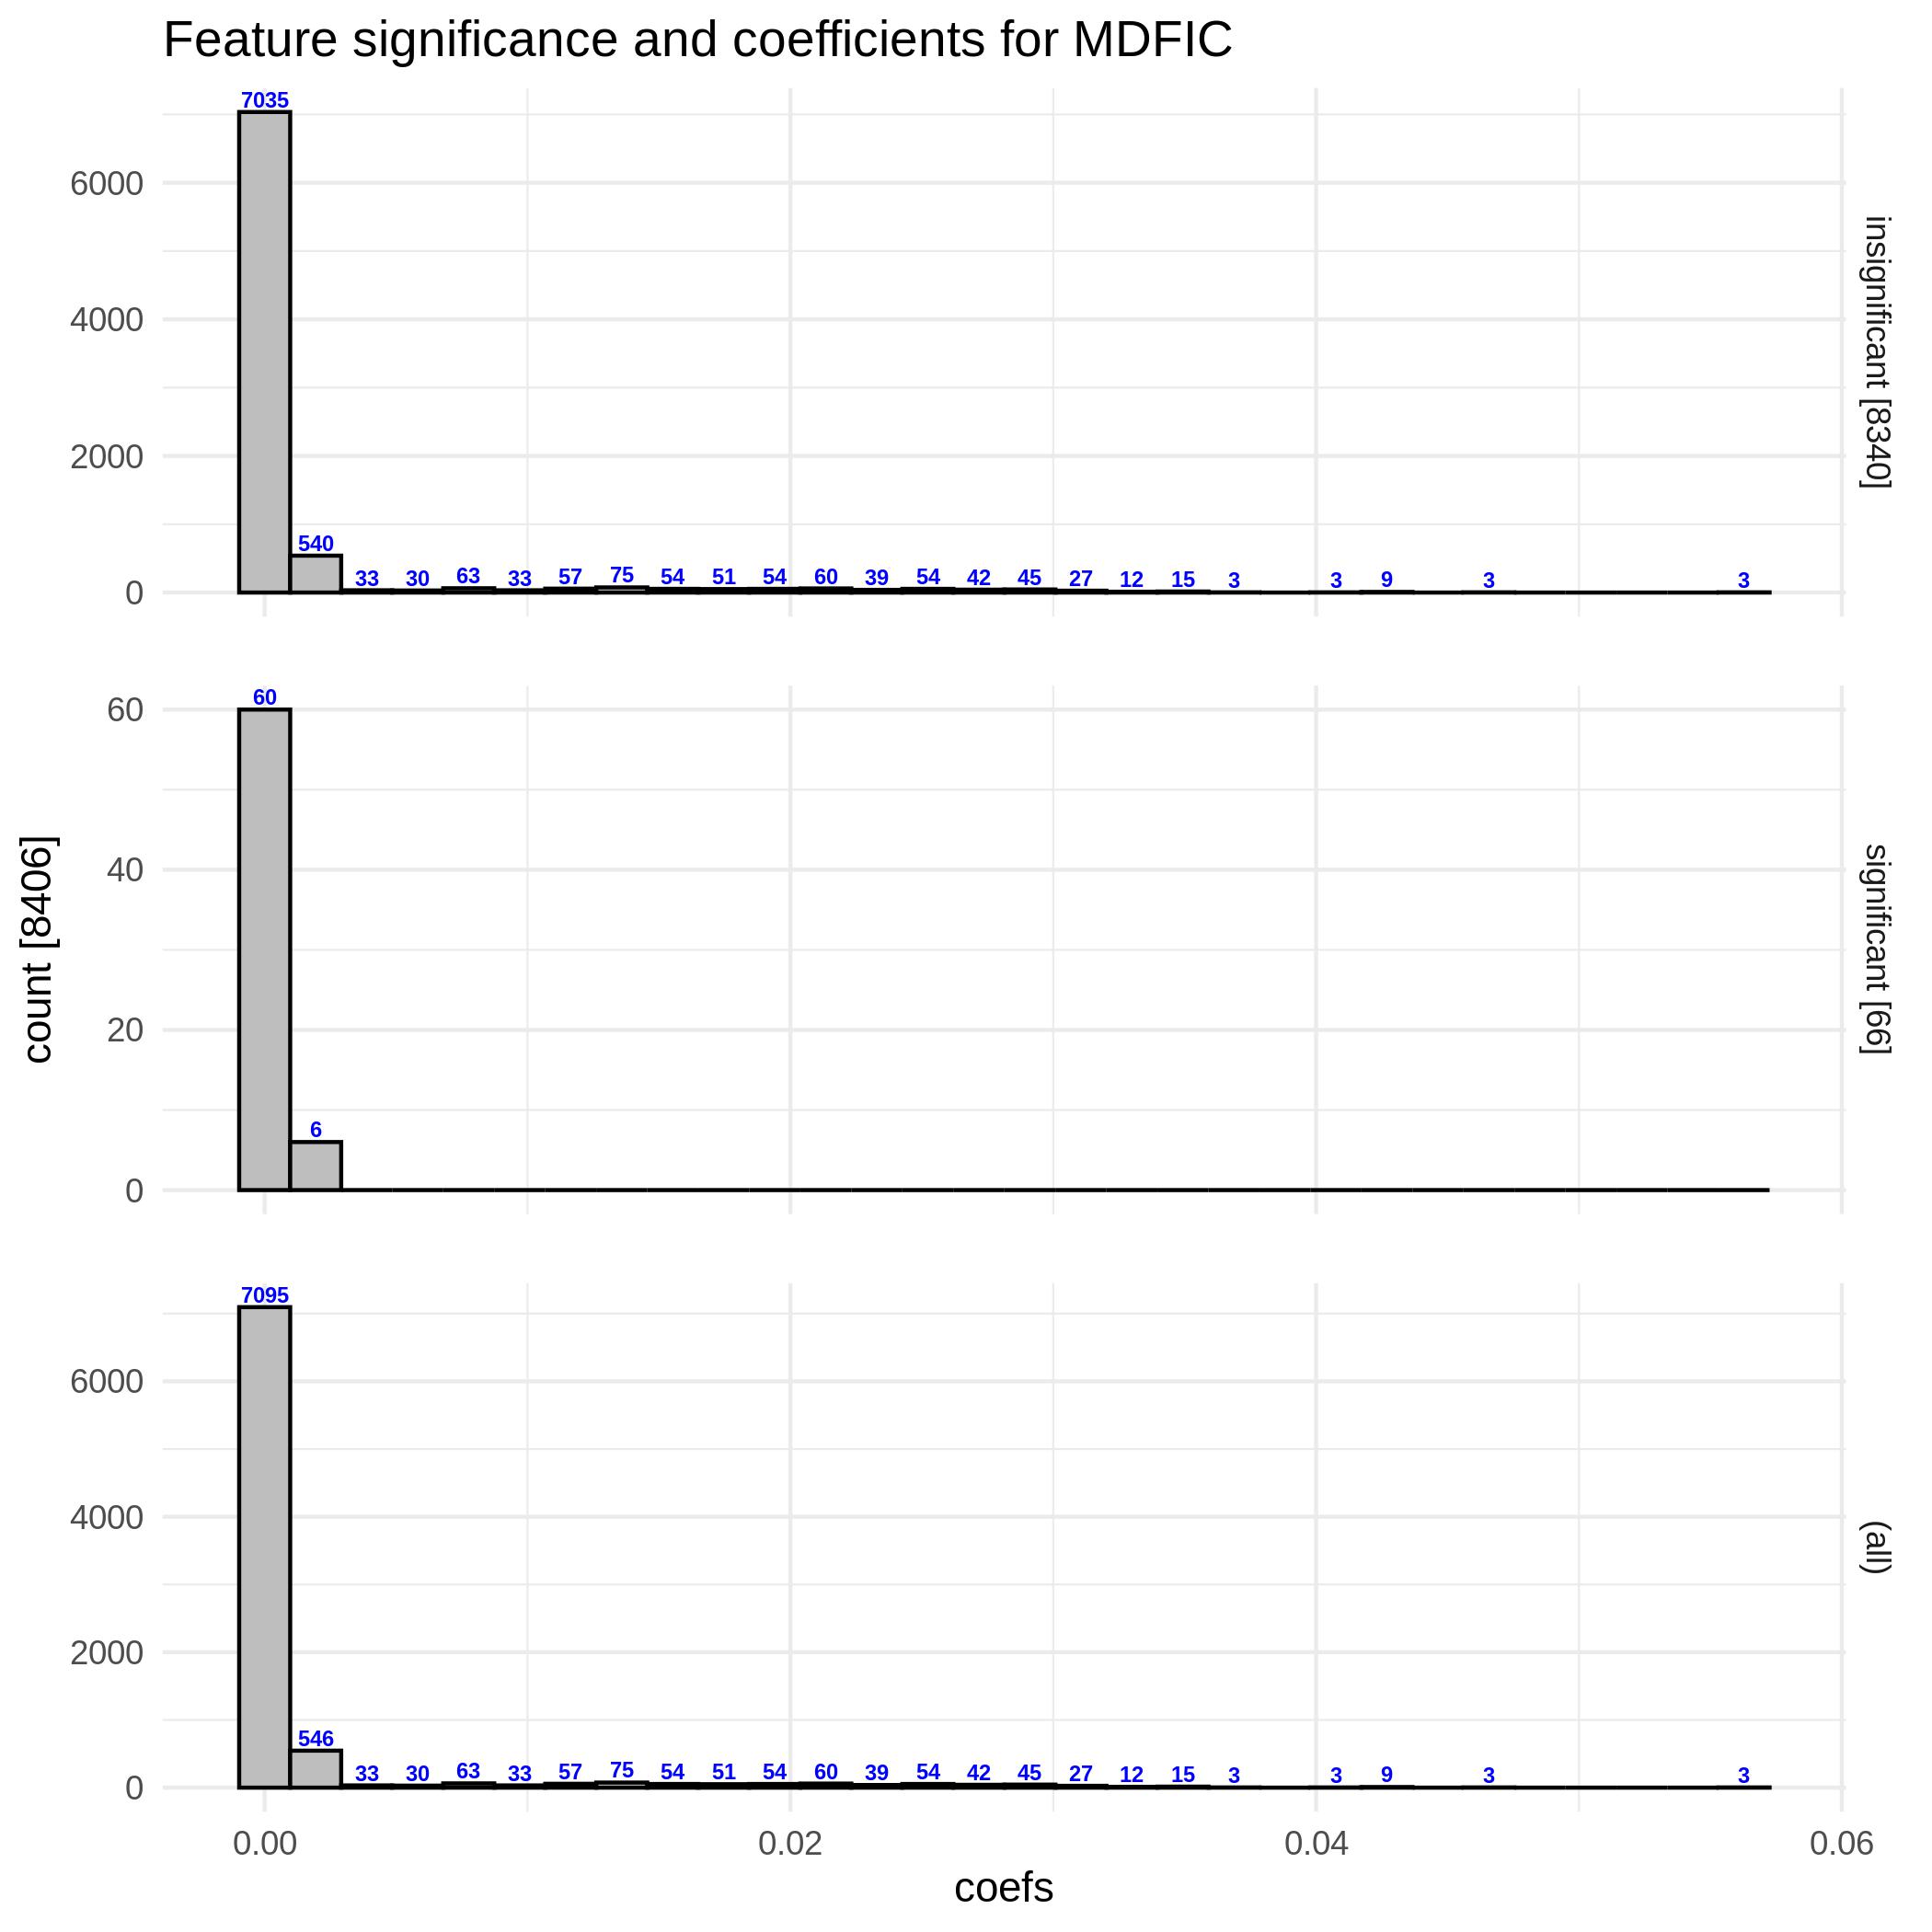 Feature significance and coefficients for MDFIC
7035
6000
4000
2000
540
33 30 63 33 57 75 54 51 54 60 39 54 42 45 27 12 15 3 3 9 3 3
0
insignificant [8340]
count [8406]
60
60
40
20
6
0
significant [66]
7095
6000
4000
2000
546
33 30 63 33 57 75 54 51 54 60 39 54 42 45 27 12 15 3 3 9 3 3
0
(all)
0.00 0.02 0.04 0.06
coefs